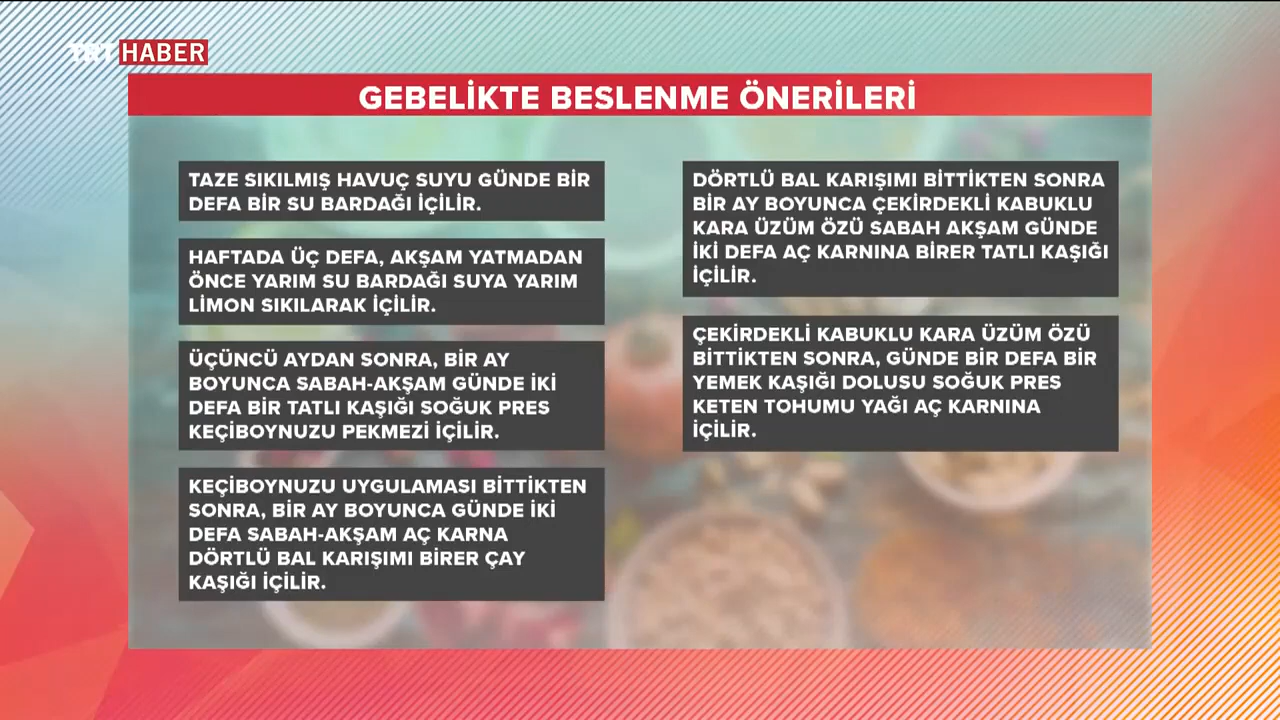 TRT HABER
GEBELİKTE BESLENME ÖNERİLERİ
TAZE SIKILMIŞ HAVUÇ SUYU GÜNDE BİR
DEFA BİR SU BARDAĞI İÇİLİR.
HAFTADA ÜÇ DEFA, AKŞAM YATMADAN
ÖNCE YARIM SU BARDAĞI SUYA YARIM
LİMON SIKILARAK İÇİLİR.
ÜÇÜNCÜ AYDAN SONRA, BİR AY
BOYUNCA SABAH-AKŞAM GÜNDE İKİ
DEFA BİR TATLI KAŞIĞI SOĞUK PRES
KEÇİBOYNUZU PEKMEZİ İÇİLİR.
KEÇİBOYNUZU UYGULAMASI BİTTİKTEN
SONRA, BİR AY BOYUNCA GÜNDE İKİ
DEFA SABAH-AKŞAM AÇ KARNA
DÖRTLÜ BAL KARIŞIMI BİRER ÇAY
KAŞIĞI İÇİLİR.
DÖRTLÜ BAL KARIŞIMI BİTTİKTEN SONRA
BİR AY BOYUNCA ÇEKİRDEKLİ KABUKLU
KARA ÜZÜM ÖZÜ SABAH AKŞAM GÜNDE
İKİ DEFA AÇ KARNINA BİRER TATLI KAŞIĞI
İÇİLİR.
ÇEKİRDEKLİ KABUKLU KARA ÜZÜM ÖZÜ
BİTTİKTEN SONRA, GÜNDE BİR DEFA BİR
YEMEK KAŞIĞI DOLUSU SOĞUK PRES
KETEN TOHUMU YAĞI AÇ KARNINA
İÇİLİR.